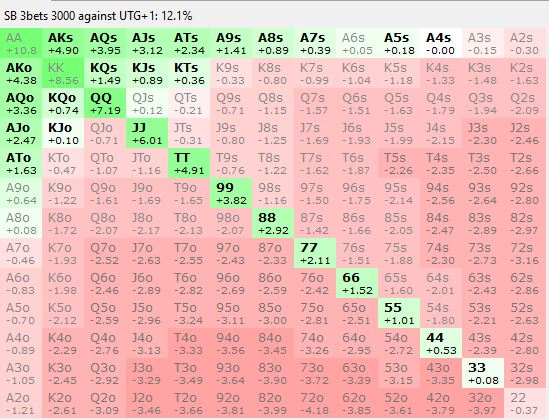 SB 3bets 3000 against UTG+1: 12.1%
AA AKs AQs AJs ATs A9s A8s A7s A6s A5s A4s A3s A2s
+10.8 +4.90 +3.95 +3.12 +2.34 +1.41 +0.89 +0.39 +0.05 +0.18 -0.00 -0.15 -0.30
AKo KK KQs KJs KTs K9s K8s K7s K6s K5s K4s K3s K2s
+4.38 +8.56 +1.49 +0.89 +0.36 -0.33 -0.80 -0.99 -1.04 -1.18 -1.33 -1.48 -1.63
AQo KQo QQ QJs QTs Q9s Q8s Q7s Q6s Q5s Q4s Q3s Q2s
+3.36 +0.74 +7.19 +0.12 -0.21 -0.71 -1.15 -1.57 -1.51 -1.63 -1.79 -1.94 -2.09
AJo KJo QJo JJ JTs J9s J8s J7s J6s J5s J4s J3s J2s
+2.47 +0.10 -0.71 +6.01 -0.31 -0.80 -1.25 -1.69 -1.93 -1.99 -2.15 -2.30 -2.46
ATo KTo QTo JTo TT T9s T8s T7s T6s T5s T4s T3s T2s
+1.63 -0.47 -1.07 -1.16 +4.91 -0.76 -1.22 -1.62 -1.87 -2.26 -2.35 -2.50 -2.66
A9o K9o Q9o J9o T9o 99 98s 97s 96s 95s 94s 93s 92s
+0.64 -1.22 -1.61 -1.69 -1.65 +3.82 -1.16 -1.50 -1.75 -2.14 -2.56 -2.64 -2.80
A8o K8o Q8o J8o T8o 98o 88 87s 86s 85s 84s 83s 82s
+0.08 -1.72 -2.08 -2.17 -2.13 -2.07 +2.92 -1.42 -1.66 -2.05 -2.47 -2.89 -2.97
A7o K7o Q7o J7o T7o 97o 87o 77 76s 75s 74s 73s 72s
-0.46 -1.93 -2.52 -2.63 -2.55 -2.43 -2.33 +2.11 -1.51 -1.88 -2.30 -2.73 -3.16
A6o K6o Q6o J6o T6o 96o 86o 76o 66 65s 64s 63s 62s
-0.83 -1.98 -2.46 -2.89 -2.82 -2.69 -2.59 -2.42 +1.52 -1.60 -2.01 -2.43 -2.86
A5o K5o Q5o J5o T5o 95o 85o 75o 65o 55 54s 53s 52s
-0.70 -2.12 -2.59 -2.96 -3.24 -3.11 -3.00 -2.81 -2.51 +1.01 -1.80 -2.21 -2.63
A4o K4o Q4o J4o T4o 94o 84o 74o 64o 54o 44 43s 42s
-0.89 -2.29 -2.76 -3.13 -3.33 -3.56 -3.45 -3.26 -2.95 -2.72 +0.53 -2.39 -2.80
A3o K3o Q3o J3o T3o 93o 83o 73o 63o 53o 43o 33 32s
-1.05 -2.45 -2.92 -3.29 -3.49 -3.64 -3.90 -3.72 -3.39 -3.15 -3.35 +0.08 -2.98
A2o K2o Q2o J2o T2o 92o 82o 72o 62o 52o 42o 32o 22
-1.21 -2.61 -3.09 -3.46 -3.66 -3.81 -3.99 -4.18 -3.85 -3.61 -3.79 -3.99 -0.37